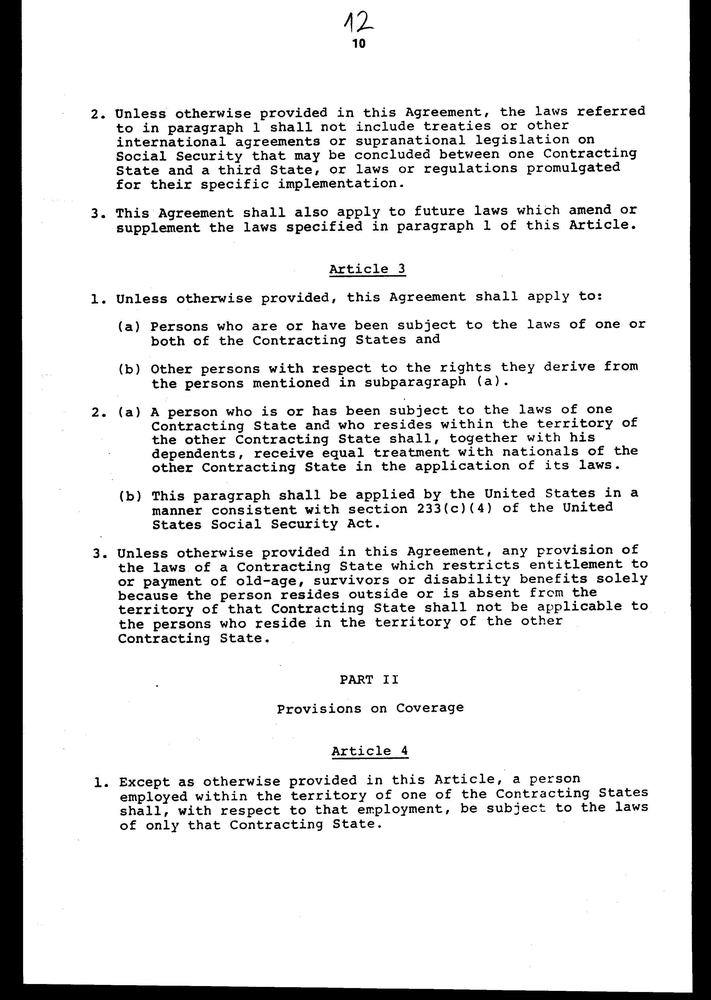 12
10
2. Unless otherwise provided in this Agreement, the laws referred
to in paragraph 1 shall not include treaties or other
international agreements or supranational legislation on
Social Security that may be concluded between one Contracting
State and a third State, or laws or regulations promulgated
for their specific implementation.
3. This Agreement shall also apply to future laws which amend or
supplement the laws specified in paragraph 1 of this Article.
Article 3
1. Unless otherwise provided, this Agreement shall apply to:
(a) Persons who are or have been subject to the laws of one or
both of the Contracting States and
(b) Other persons with respect to the rights they derive from
the persons mentioned in subparagraph (a).
2. (a) A person who is or has been subject to the laws of one
Contracting State and who resides within the territory of
the other Contracting State shall, together with his
dependents, receive equal treatment with nationals of the
other Contracting State in the application of its laws.
(b) This paragraph shall be applied by the United States in a
manner consistent with section 233(c)(4) of the United
States Social Security Act.
3. Unless otherwise provided in this Agreement, any provision of
the laws of a Contracting State which restricts entitlement to
or payment of old-age, survivors or disability benefits solely
because the person resides outside or is absent from the
territory of that Contracting State shall not be applicable to
the persons who reside in the territory of the other
Contracting State.
PART II
Provisions on Coverage
Article 4
1. Except as otherwise provided in this Article, a person
employed within the territory of one of the Contracting States
shall, with respect to that employment, be subject to the laws
of only that Contracting State.